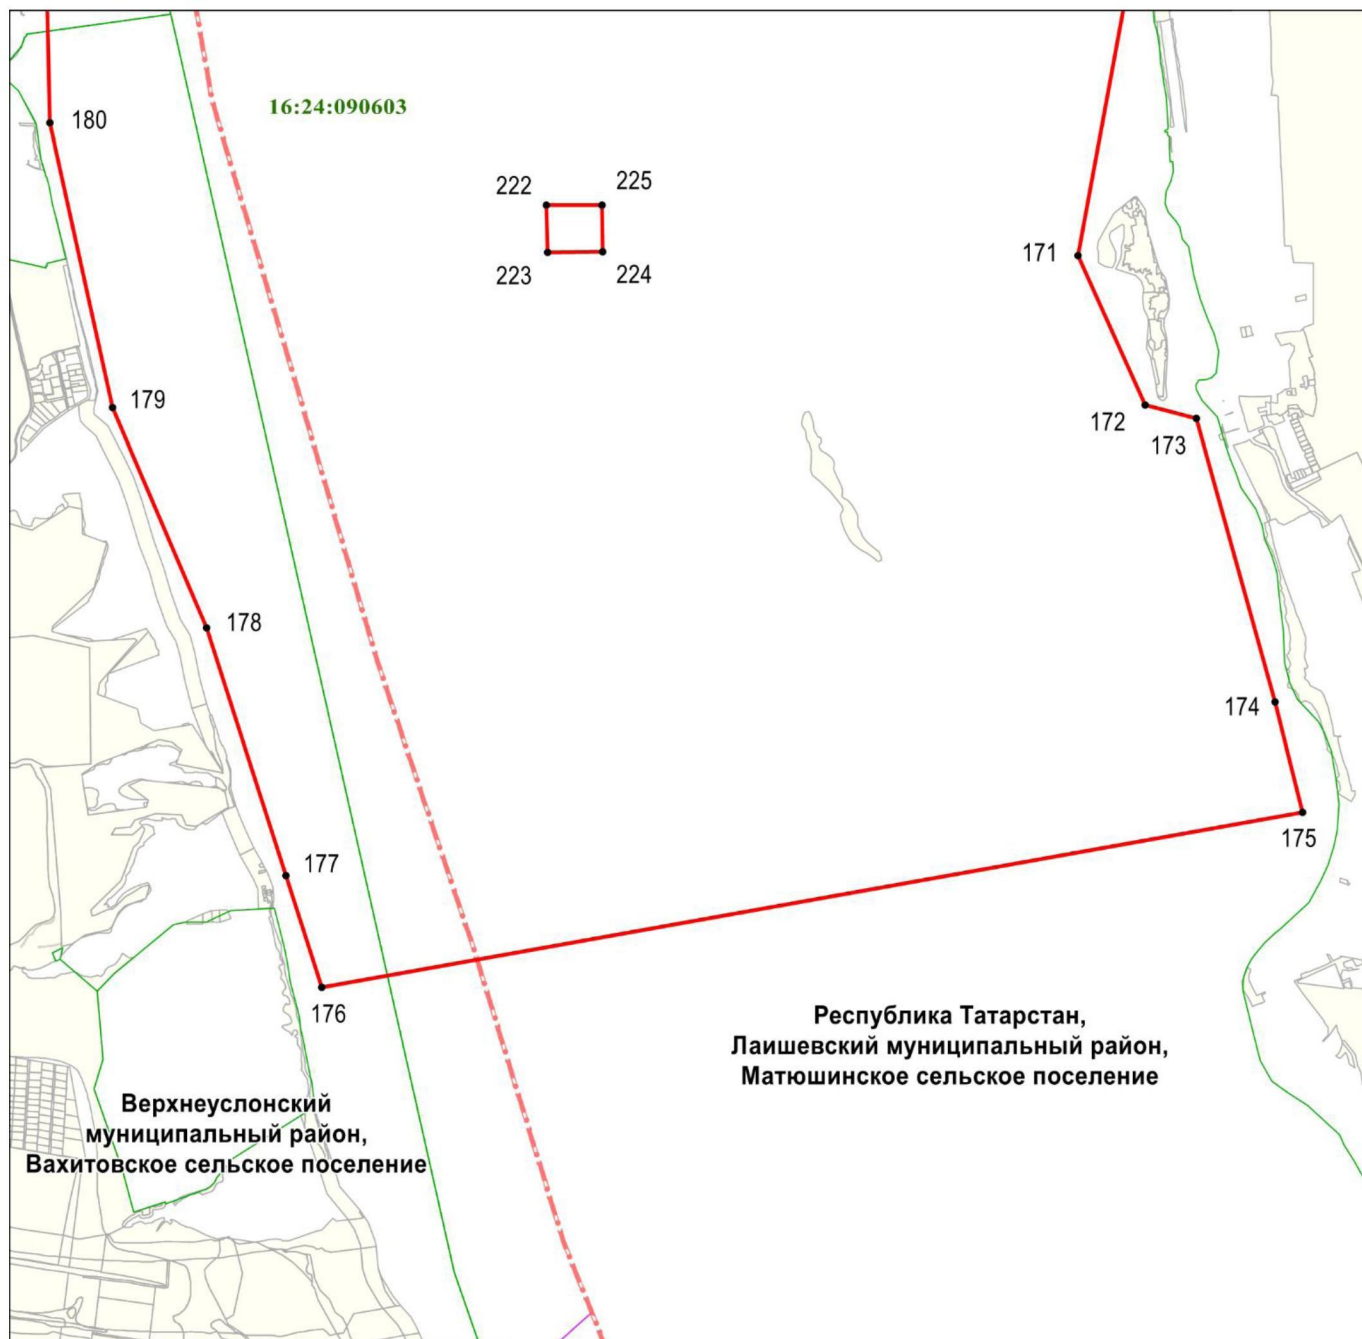 16:24:090603
180
222
225
171
223
224
179
172
173
178
174
175
177
176
Республика Татарстан,
Лаишевский муниципальный район,
Матюшинское сельское поселение
Верхнеуслонский
муниципальный район,
Вахитовское сельское поселение